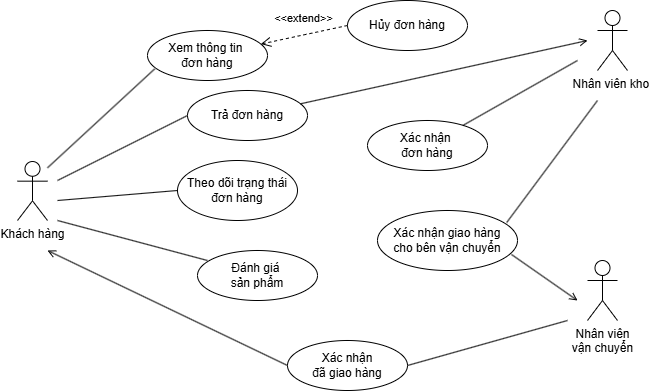 <<extend>>
Hủy đơn hàng
Xem thông tin
đơn hàng
Nhân viên kho
Trả đơn hàng
Xác nhận
đơn hàng
Theo dõi trạng thái
đơn hàng
Khách hàng
Xác nhận giao hàng
cho bên vận chuyển
Đánh giá
sản phẩm
Nhân viên
vận chuyển
Xác nhận
đã giao hàng